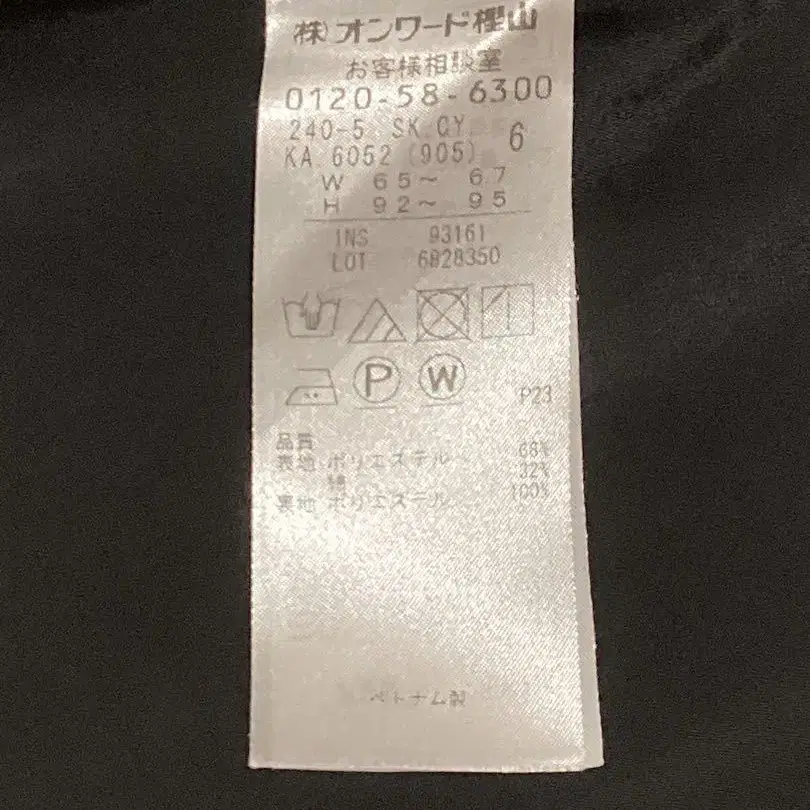 ㈱オンワード樫山
お客様相談室
0120-58-6300
240-5 SK.GY 6
KA 6052 (905)
W 65～ 67
H 92～ 95
INS 93161
LOT 6828350
P
W
P23
品質
表地 ポリエステル 68%
綿 32%
裏地 ポリエステル 100%
ベトナム製